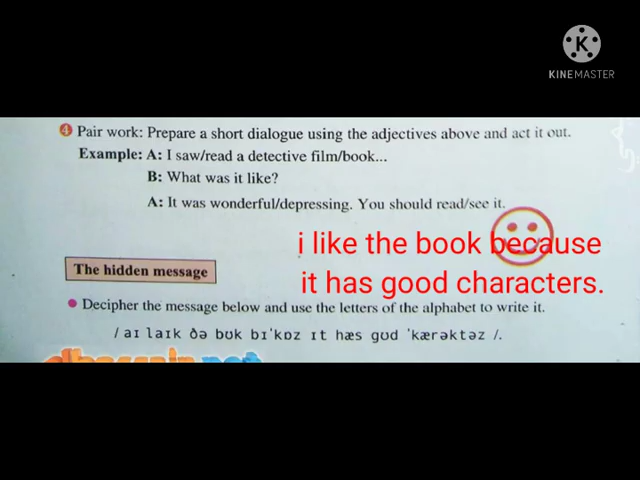 KINEMASTER
4 Pair work: Prepare a short dialogue using the adjectives above and act it out.
Example: A: I saw/read a detective film/book...
B: What was it like?
A: It was wonderful/depressing. You should read/see it.
i like the book because
it has good characters.
The hidden message
Decipher the message below and use the letters of the alphabet to write it.
/ aɪ laɪk ðə bʊk bɪˈkɒz ɪt hæs gʊd ˈkærəktəz /.